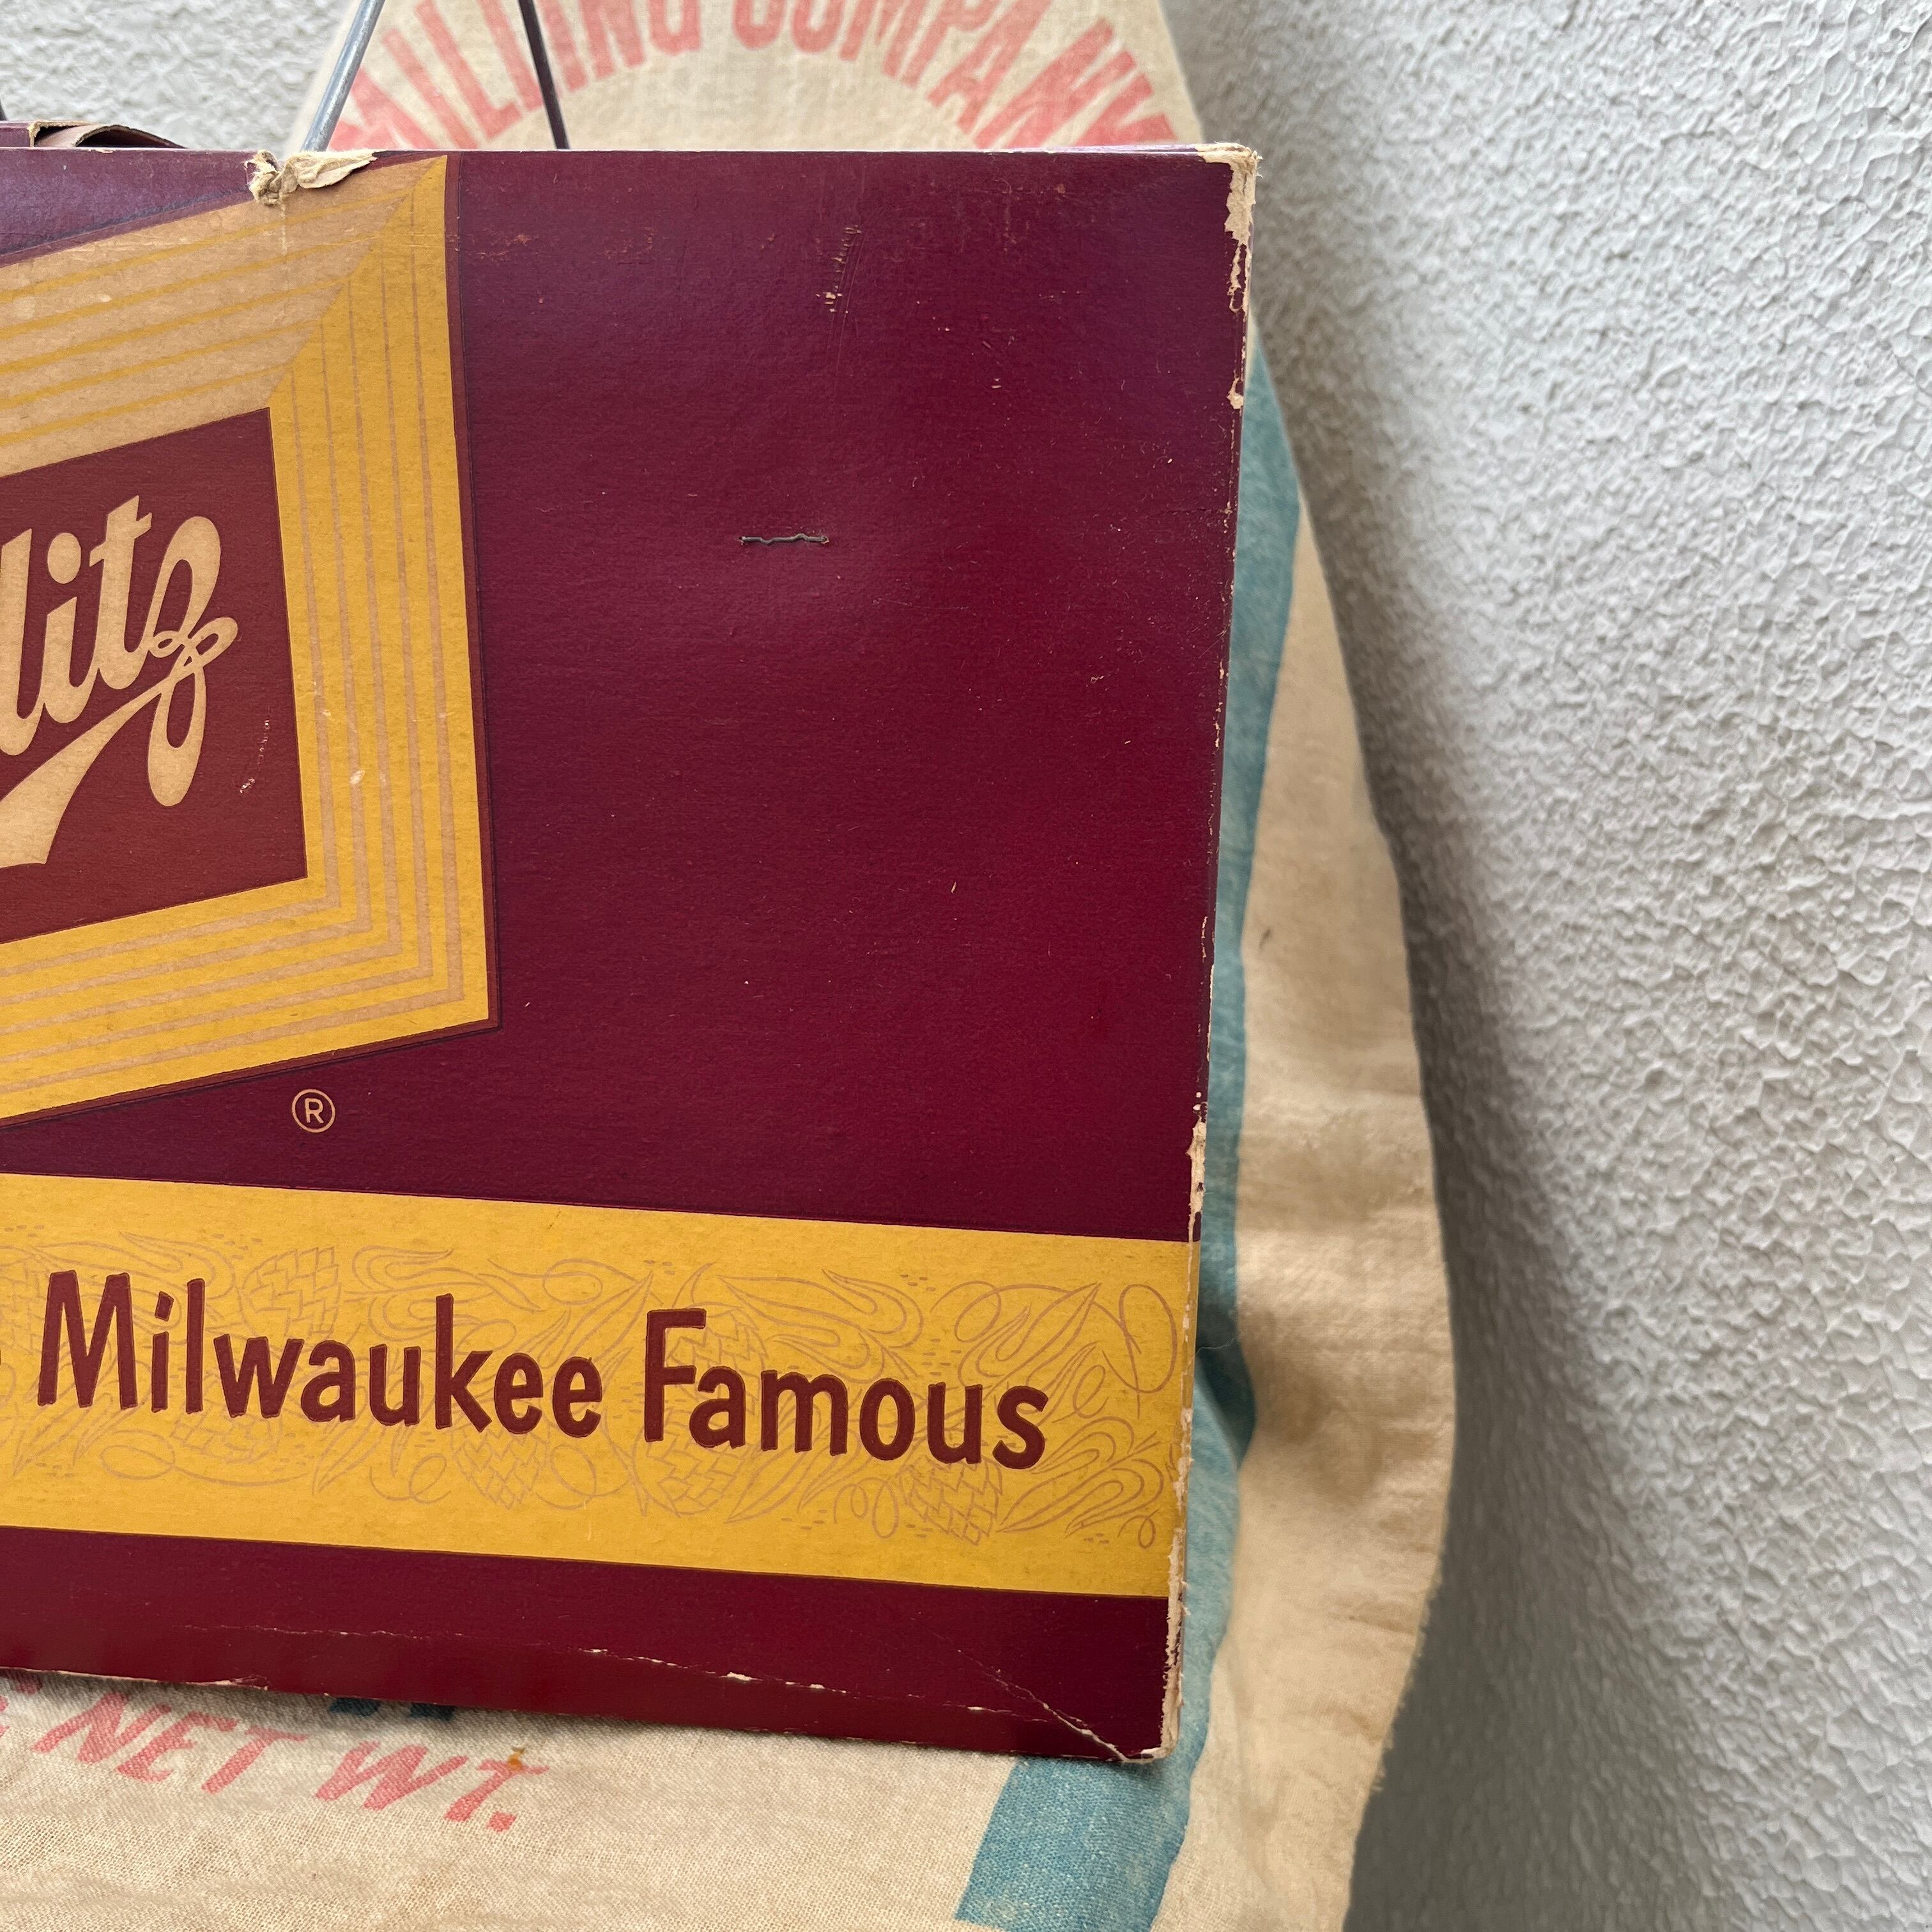 ILLING COMPANY
litz
®
Milwaukee Famous
NET WT.